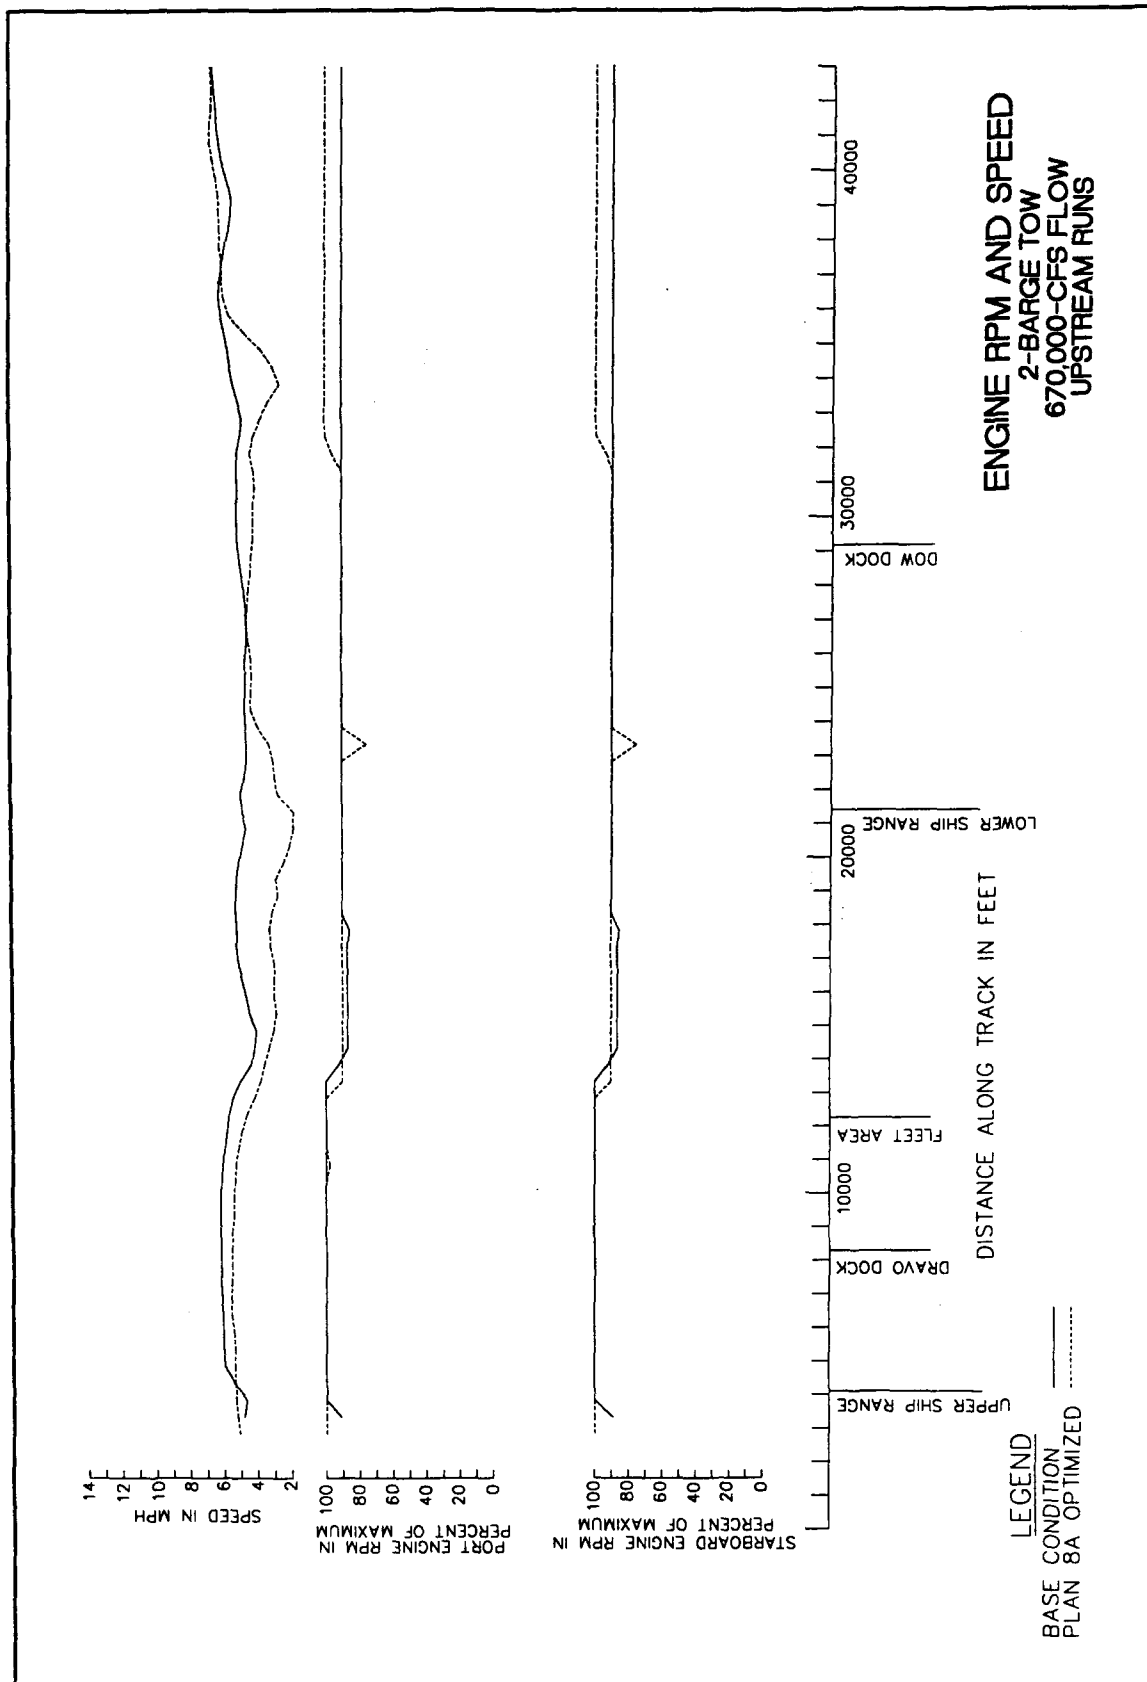 14
12
10
8
6
4
2
SPEED IN MPH
100
80
60
40
20
0
PORT ENGINE RPM IN
PERCENT OF MAXIMUM
100
80
60
40
20
0
STARBOARD ENGINE RPM IN
PERCENT OF MAXIMUM
10000
20000
30000
40000
UPPER SHIP RANGE
DRAVO DOCK
FLEET AREA
LOWER SHIP RANGE
DOW DOCK
DISTANCE ALONG TRACK IN FEET
LEGEND
BASE CONDITION
PLAN 8A OPTIMIZED
ENGINE RPM AND SPEED
2-BARGE TOW
670,000-CFS FLOW
UPSTREAM RUNS